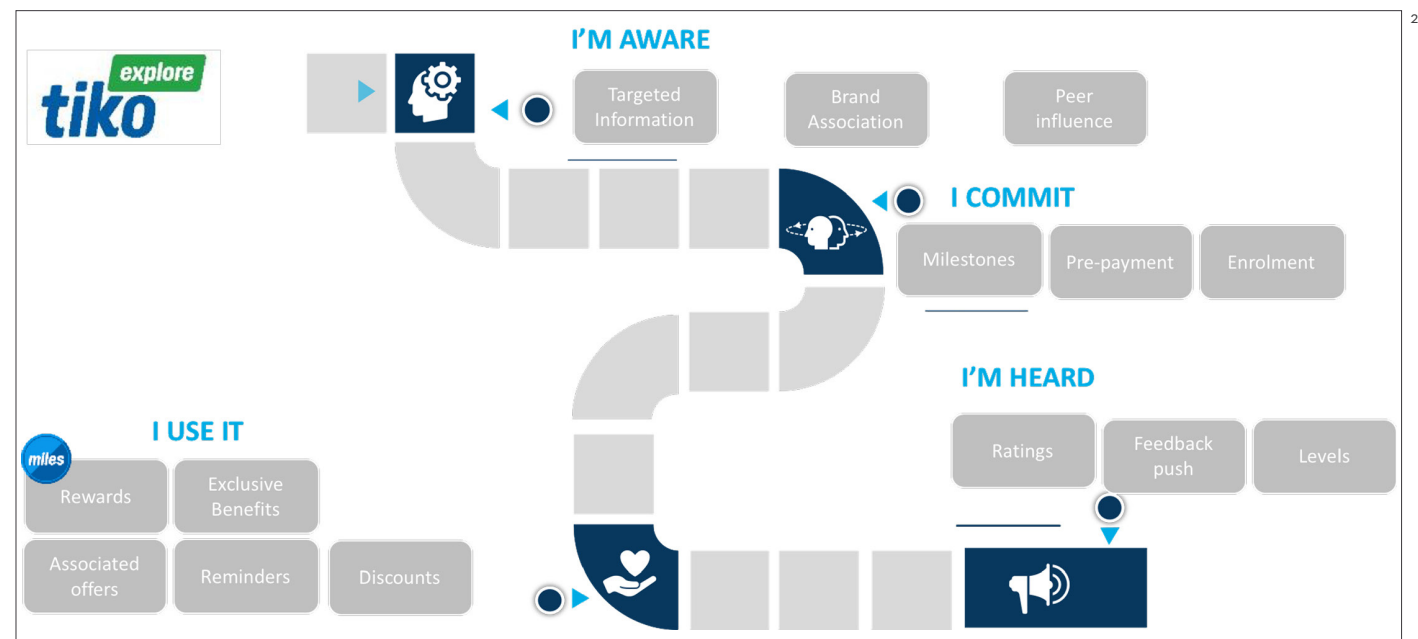 2
explore
tiko
I'M AWARE
Targeted
Information
Brand
Association
Peer
influence
I COMMIT
Milestones
Pre-payment
Enrolment
I'M HEARD
Ratings
Feedback
push
Levels
I USE IT
miles
Rewards
Exclusive
Benefits
Associated
offers
Reminders
Discounts